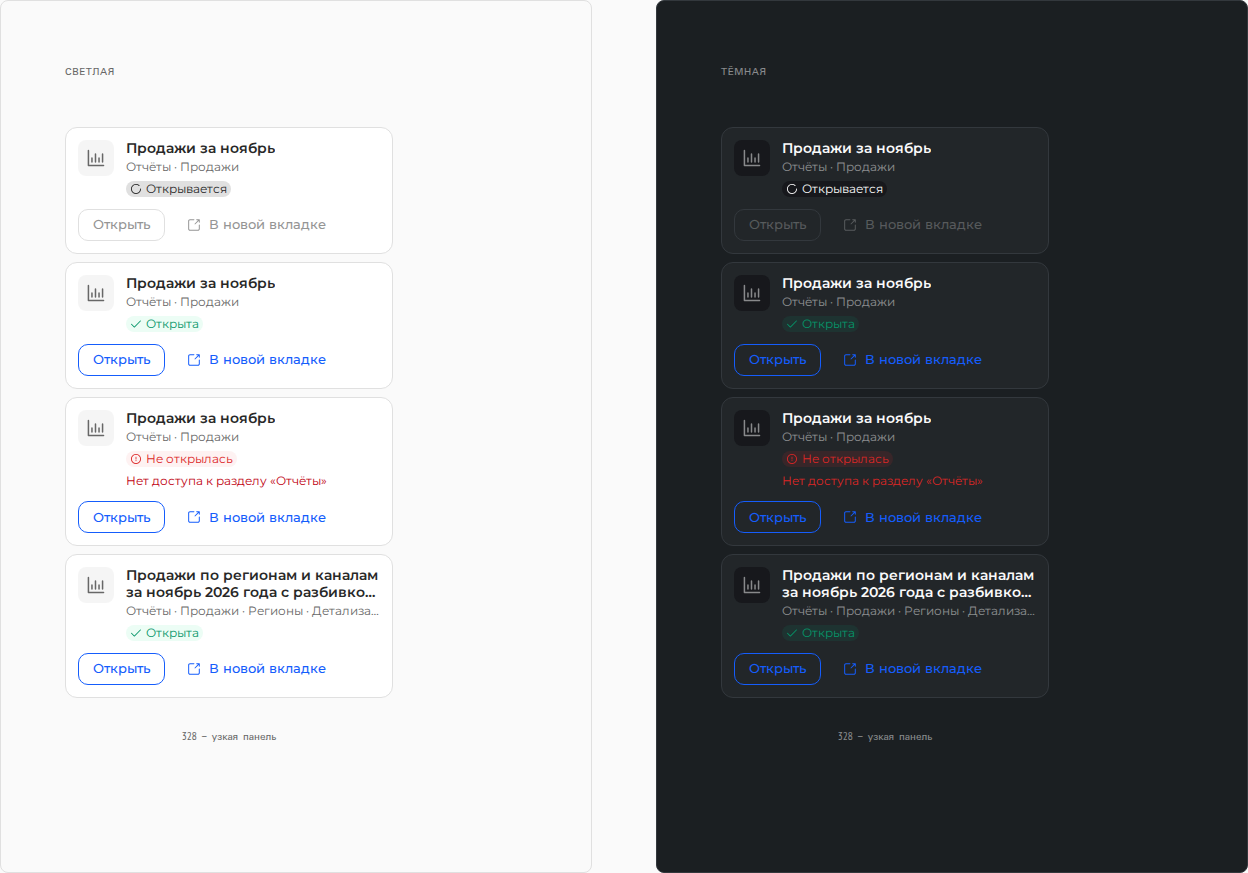 СВЕТЛАЯ
Продажи за ноябрь
Отчёты · Продажи
Открывается
Открыть
В новой вкладке
Продажи за ноябрь
Отчёты · Продажи
Открыта
Открыть
В новой вкладке
Продажи за ноябрь
Отчёты · Продажи
Не открылась
Нет доступа к разделу «Отчёты»
Открыть
В новой вкладке
Продажи по регионам и каналам
за ноябрь 2026 года с разбивко...
Отчёты · Продажи · Регионы · Детализа...
Открыта
Открыть
В новой вкладке
328 — узкая панель
ТЁМНАЯ
Продажи за ноябрь
Отчёты · Продажи
Открывается
Открыть
В новой вкладке
Продажи за ноябрь
Отчёты · Продажи
Открыта
Открыть
В новой вкладке
Продажи за ноябрь
Отчёты · Продажи
Не открылась
Нет доступа к разделу «Отчёты»
Открыть
В новой вкладке
Продажи по регионам и каналам
за ноябрь 2026 года с разбивко...
Отчёты · Продажи · Регионы · Детализа...
Открыта
Открыть
В новой вкладке
328 — узкая панель